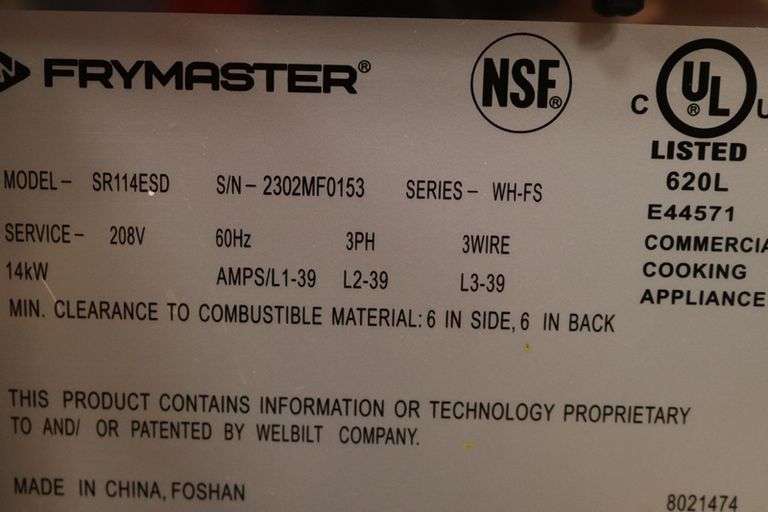 FRYMASTER®
NSF®
C UL® U
LISTED
620L
E44571
COMMERCIA
COOKING
APPLIANCE
MODEL- SR114ESD S/N- 2302MF0153 SERIES- WH-FS
SERVICE- 208V 60Hz 3PH 3WIRE
14kW AMPS/L1-39 L2-39 L3-39
MIN. CLEARANCE TO COMBUSTIBLE MATERIAL: 6 IN SIDE, 6 IN BACK
THIS PRODUCT CONTAINS INFORMATION OR TECHNOLOGY PROPRIETARY
TO AND/ OR PATENTED BY WELBILT COMPANY.
MADE IN CHINA, FOSHAN
8021474